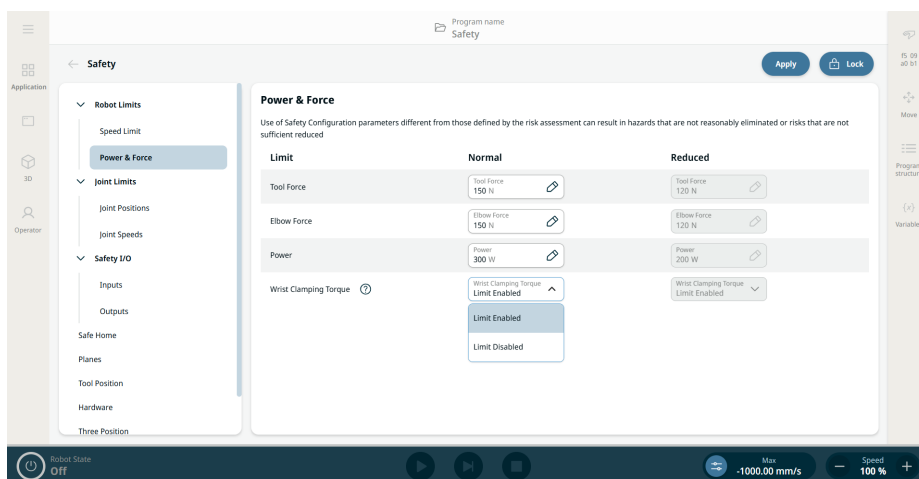 Program name
Safety
f5 09
a0 b1
Safety
Apply
Lock
Application
Move
3D
Program
structur
Operator
{x}
Variable
Robot Limits
Speed Limit
Power & Force
Joint Limits
Joint Positions
Joint Speeds
Safety I/O
Inputs
Outputs
Safe Home
Planes
Tool Position
Hardware
Three Position
Power & Force
Use of Safety Configuration parameters different from those defined by the risk assessment can result in hazards that are not reasonably eliminated or risks that are not
sufficient reduced
Limit Normal Reduced
Tool Force
Tool Force
150 N
Tool Force
120 N
Elbow Force
Elbow Force
150 N
Elbow Force
120 N
Power
Power
300 W
Power
200 W
Wrist Clamping Torque ?
Wrist Clamping Torque
Limit Enabled
Wrist Clamping Torque
Limit Enabled
Limit Enabled
Limit Disabled
Robot State
Off
Max
-1000.00 mm/s
Speed
100 %